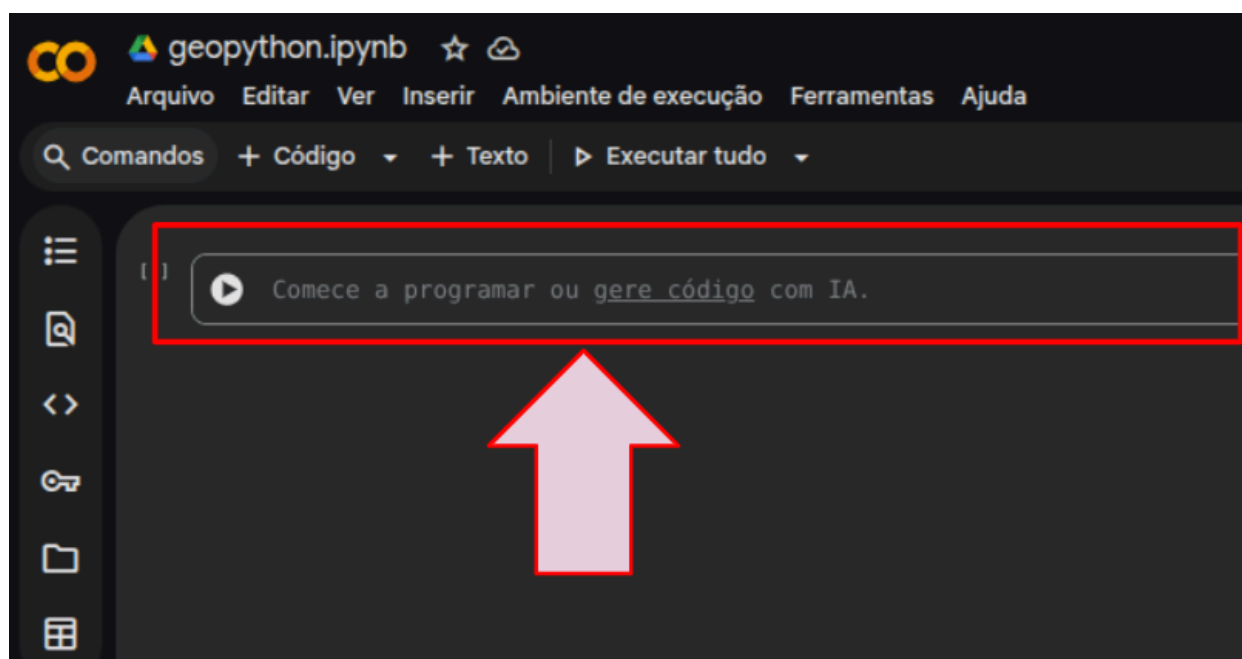 geopython.ipynb
Arquivo Editar Ver Inserir Ambiente de execução Ferramentas Ajuda
Comandos + Código + Texto Executar tudo
[ ] Comece a programar ou gere código com IA.